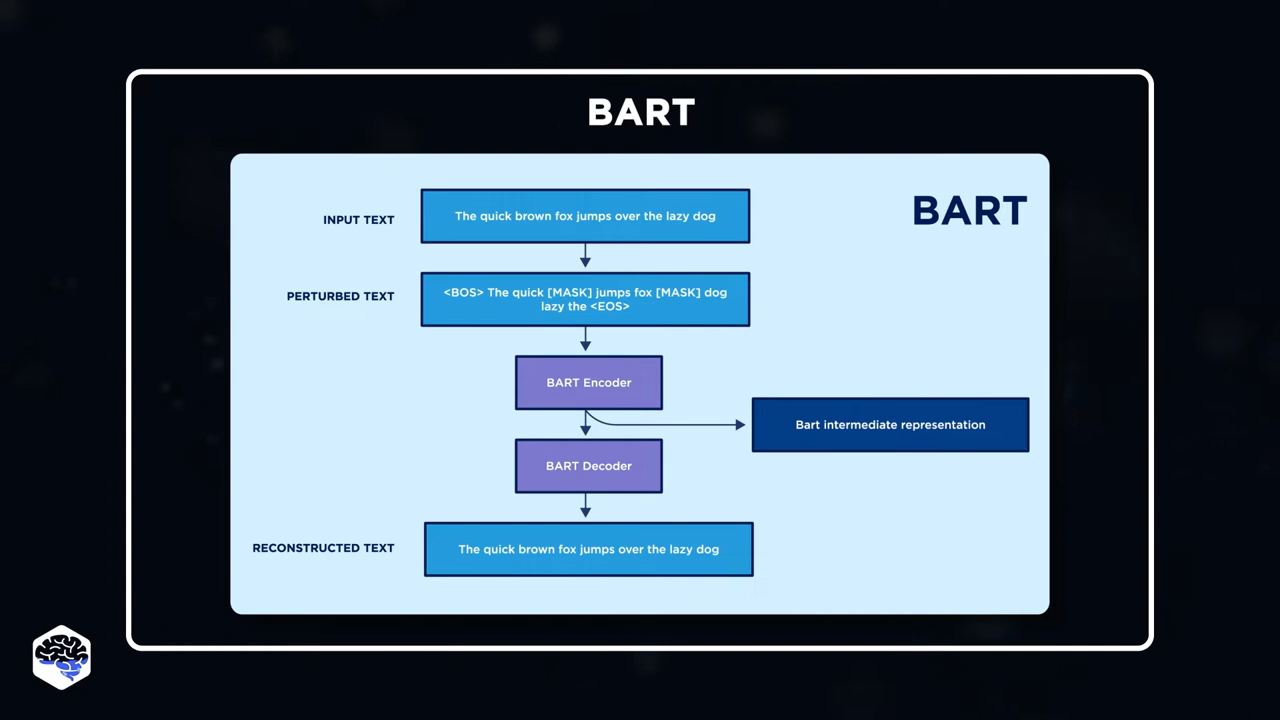 BART
BART
INPUT TEXT
The quick brown fox jumps over the lazy dog
PERTURBED TEXT
<BOS> The quick [MASK] jumps fox [MASK] dog
lazy the <EOS>
BART Encoder
Bart intermediate representation
BART Decoder
RECONSTRUCTED TEXT
The quick brown fox jumps over the lazy dog